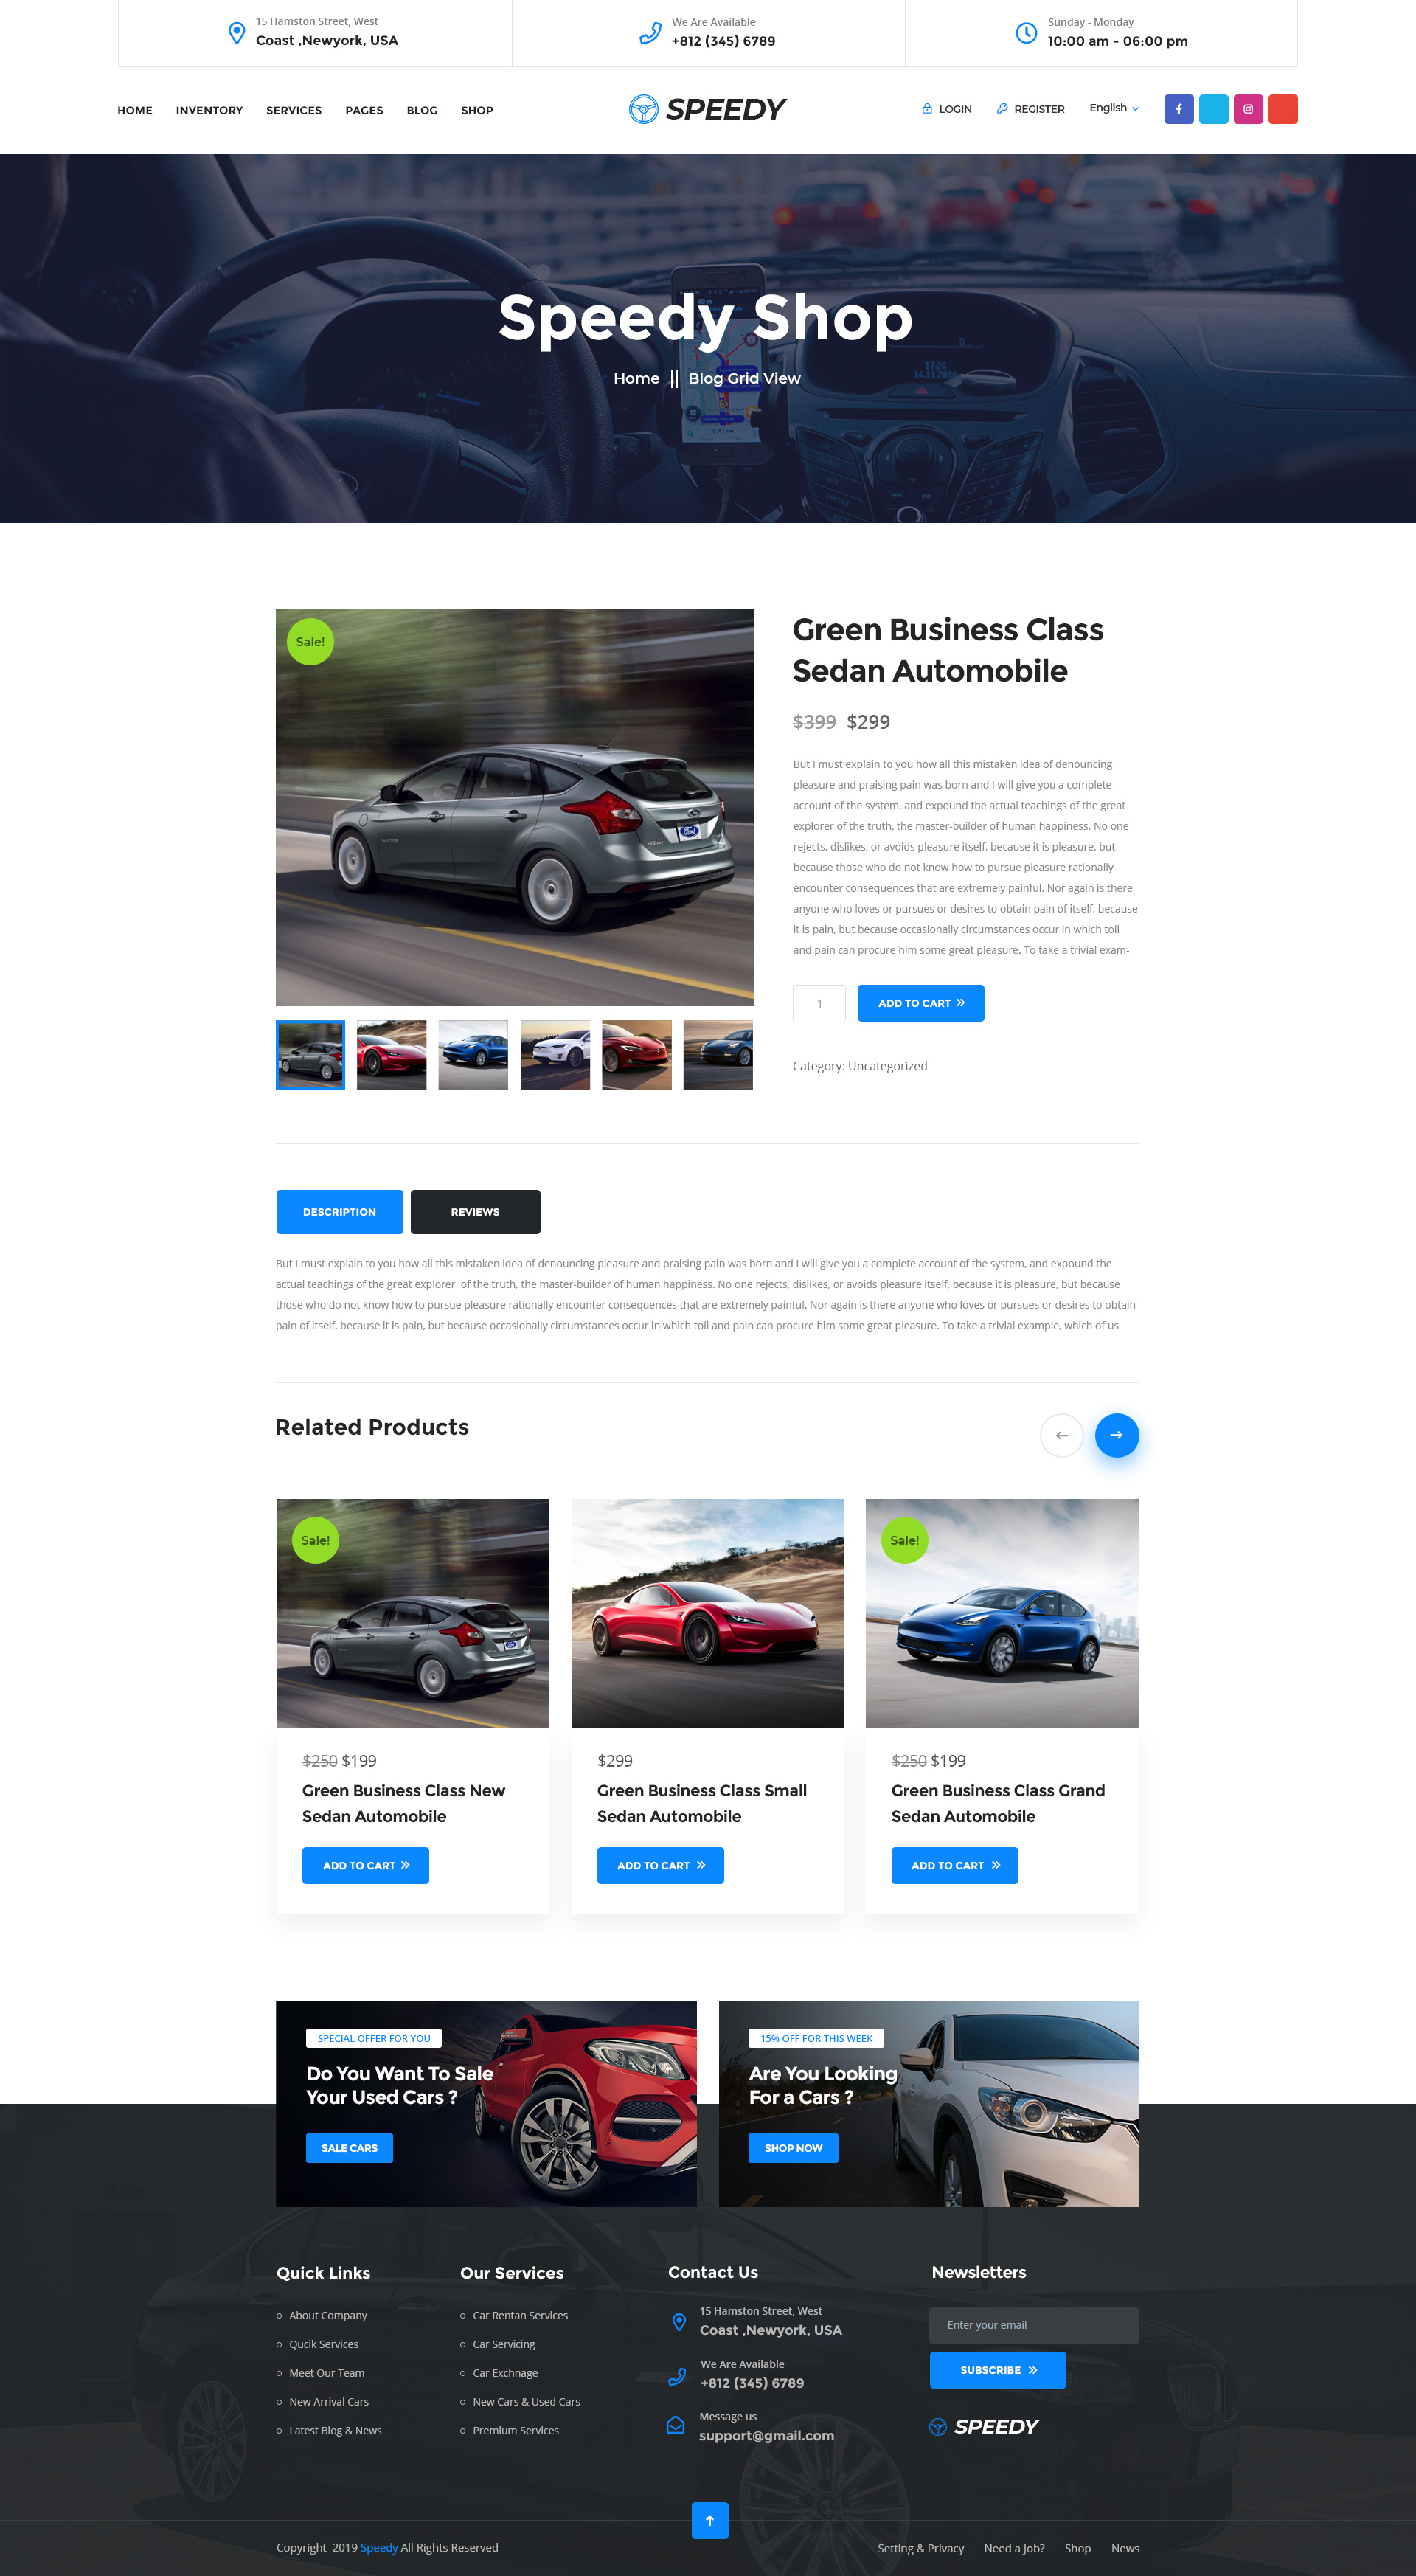 15 Hamston Street, West
Coast ,Newyork, USA
We Are Available
+812 (345) 6789
Sunday - Monday
10:00 am - 06:00 pm
HOME INVENTORY SERVICES PAGES BLOG SHOP
SPEEDY
LOGIN REGISTER English
Speedy Shop
Home || Blog Grid View
Sale!
Green Business Class
Sedan Automobile
$399 $299
But I must explain to you how all this mistaken idea of denouncing
pleasure and praising pain was born and I will give you a complete
account of the system, and expound the actual teachings of the great
explorer of the truth, the master-builder of human happiness. No one
rejects, dislikes, or avoids pleasure itself, because it is pleasure, but
because those who do not know how to pursue pleasure rationally
encounter consequences that are extremely painful. Nor again is there
anyone who loves or pursues or desires to obtain pain of itself, because
it is pain, but because occasionally circumstances occur in which toil
and pain can procure him some great pleasure. To take a trivial exam-
1 ADD TO CART
Category: Uncategorized
DESCRIPTION REVIEWS
But I must explain to you how all this mistaken idea of denouncing pleasure and praising pain was born and I will give you a complete account of the system, and expound the
actual teachings of the great explorer of the truth, the master-builder of human happiness. No one rejects, dislikes, or avoids pleasure itself, because it is pleasure, but because
those who do not know how to pursue pleasure rationally encounter consequences that are extremely painful. Nor again is there anyone who loves or pursues or desires to obtain
pain of itself, because it is pain, but because occasionally circumstances occur in which toil and pain can procure him some great pleasure. To take a trivial example, which of us
Related Products
Sale!
$250 $199
Green Business Class New
Sedan Automobile
ADD TO CART
$299
Green Business Class Small
Sedan Automobile
ADD TO CART
Sale!
$250 $199
Green Business Class Grand
Sedan Automobile
ADD TO CART
SPECIAL OFFER FOR YOU
Do You Want To Sale
Your Used Cars ?
SALE CARS
15% OFF FOR THIS WEEK
Are You Looking
For a Cars ?
SHOP NOW
Quick Links
About Company
Qucik Services
Meet Our Team
New Arrival Cars
Latest Blog & News
Our Services
Car Rentan Services
Car Servicing
Car Exchnage
New Cars & Used Cars
Premium Services
Contact Us
15 Hamston Street, West
Coast ,Newyork, USA
We Are Available
+812 (345) 6789
Message us
support@gmail.com
Newsletters
Enter your email
SUBSCRIBE
SPEEDY
Copyright 2019 Speedy All Rights Reserved
Setting & Privacy Need a Job? Shop News